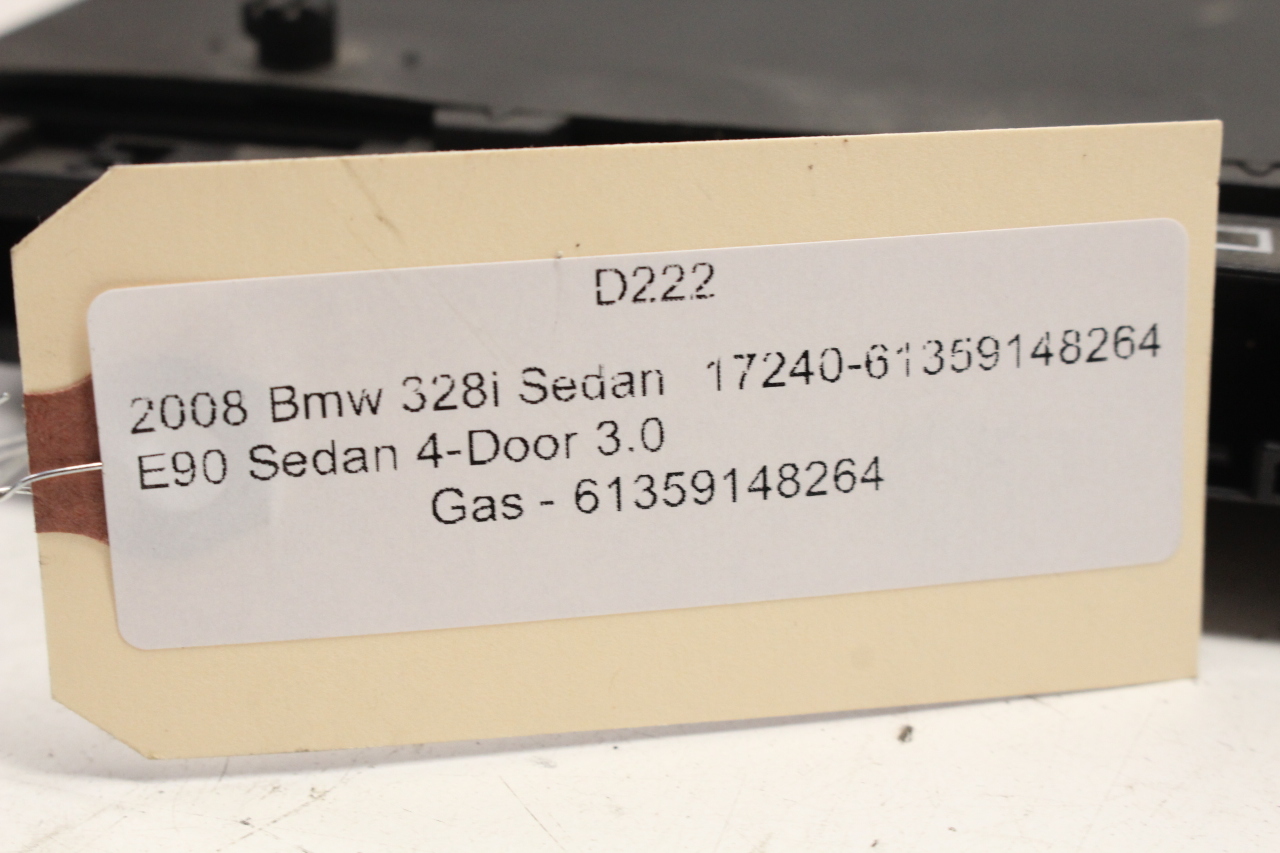 D222
2008 Bmw 328i Sedan 17240-61359148264
E90 Sedan 4-Door 3.0
Gas - 61359148264